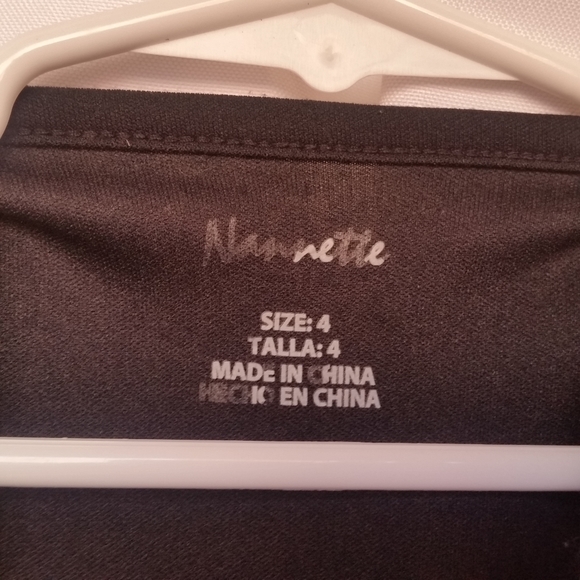 Nannette
SIZE: 4
TALLA: 4
MADE IN CHINA
HECHO EN CHINA